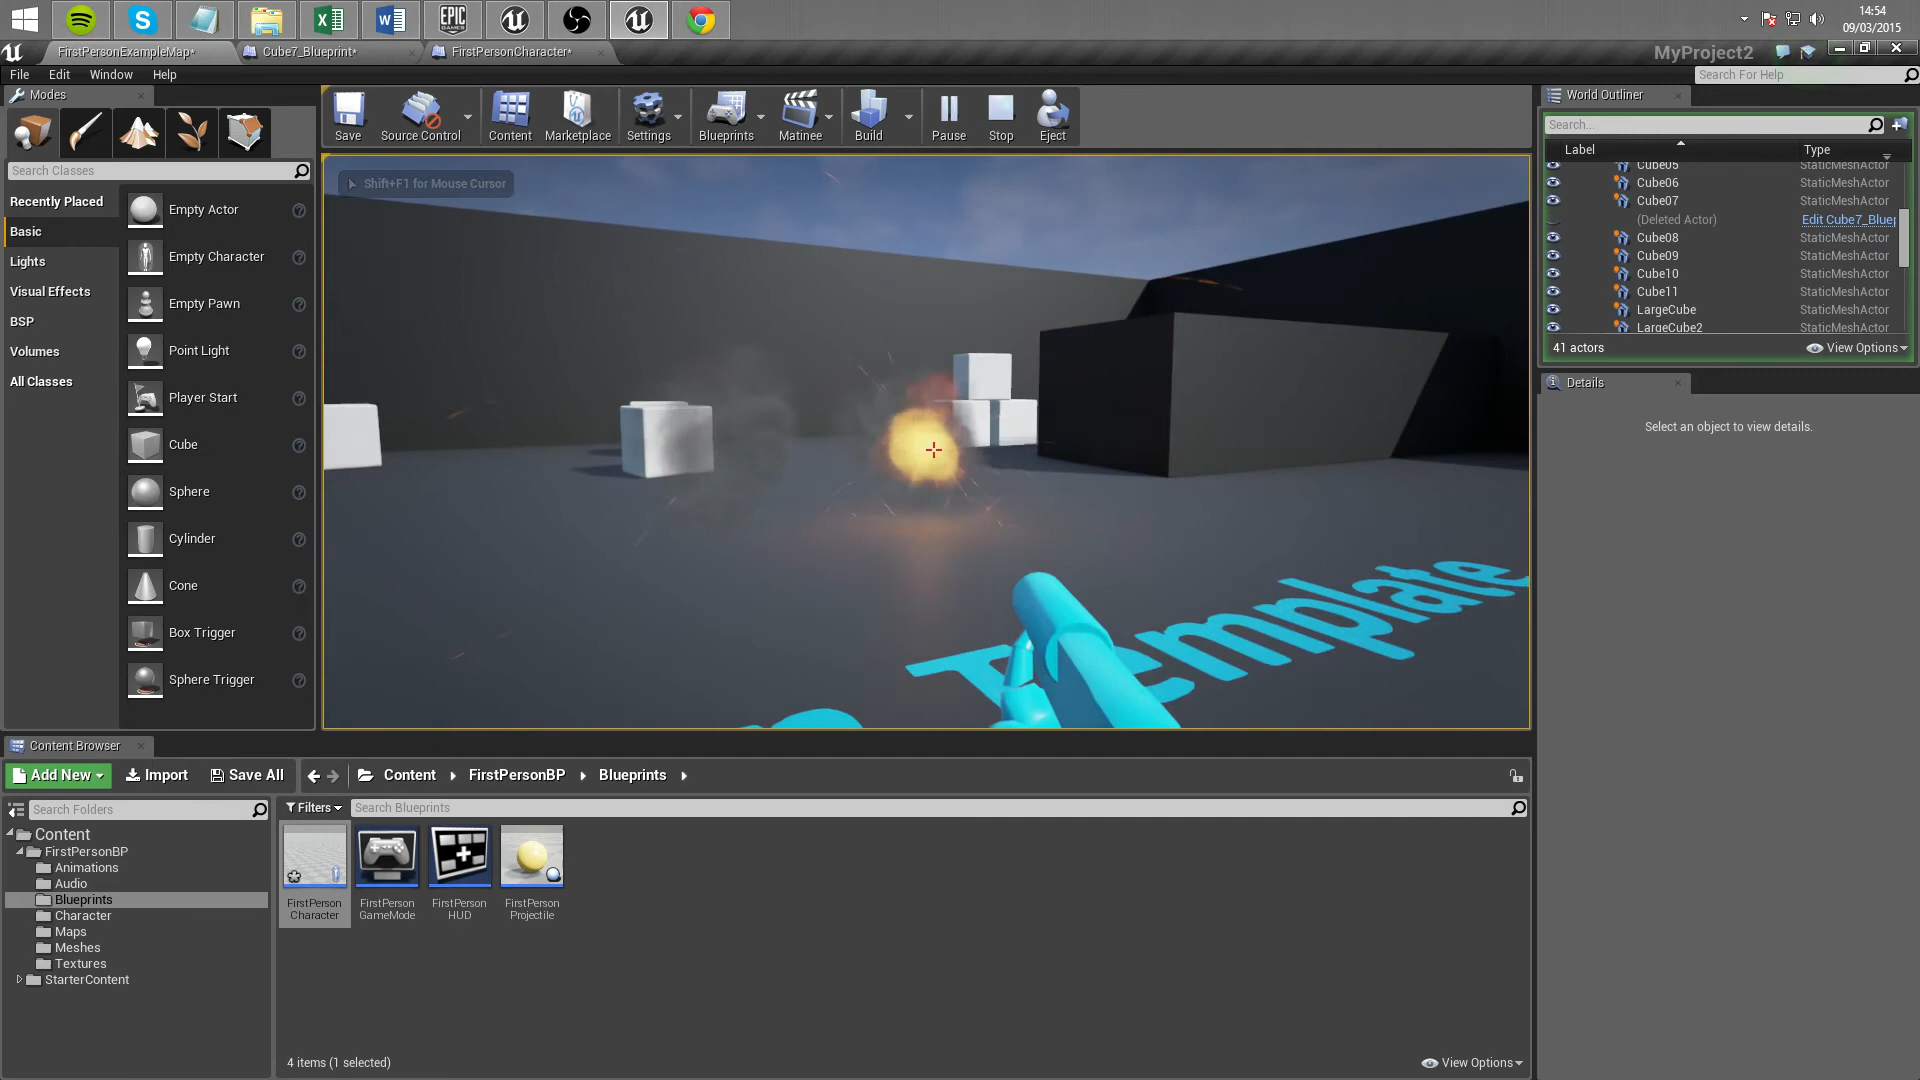 EPIC
GAMES
14:54
09/03/2015
FirstPersonExampleMap*
Cube7_Blueprint*
FirstPersonCharacter*
MyProject2
File
Edit
Window
Help
Search For Help
Modes
Search Classes
Recently Placed
Basic
Lights
Visual Effects
BSP
Volumes
All Classes
Empty Actor
Empty Character
Empty Pawn
Point Light
Player Start
Cube
Sphere
Cylinder
Cone
Box Trigger
Sphere Trigger
Save
Source Control
Content
Marketplace
Settings
Blueprints
Matinee
Build
Pause
Stop
Eject
Shift+F1 for Mouse Cursor
Template
World Outliner
Search...
Label
Type
Cube05
StaticMeshActor
Cube06
StaticMeshActor
Cube07
StaticMeshActor
(Deleted Actor)
Edit Cube7_Bluep
Cube08
StaticMeshActor
Cube09
StaticMeshActor
Cube10
StaticMeshActor
Cube11
StaticMeshActor
LargeCube
StaticMeshActor
LargeCube2
StaticMeshActor
41 actors
View Options
Details
Select an object to view details.
Content Browser
Add New
Import
Save All
Content
FirstPersonBP
Blueprints
Search Folders
Filters
Search Blueprints
Content
FirstPersonBP
Animations
Audio
Blueprints
Character
Maps
Meshes
Textures
StarterContent
FirstPerson
Character
FirstPerson
GameMode
FirstPerson
HUD
FirstPerson
Projectile
4 items (1 selected)
View Options